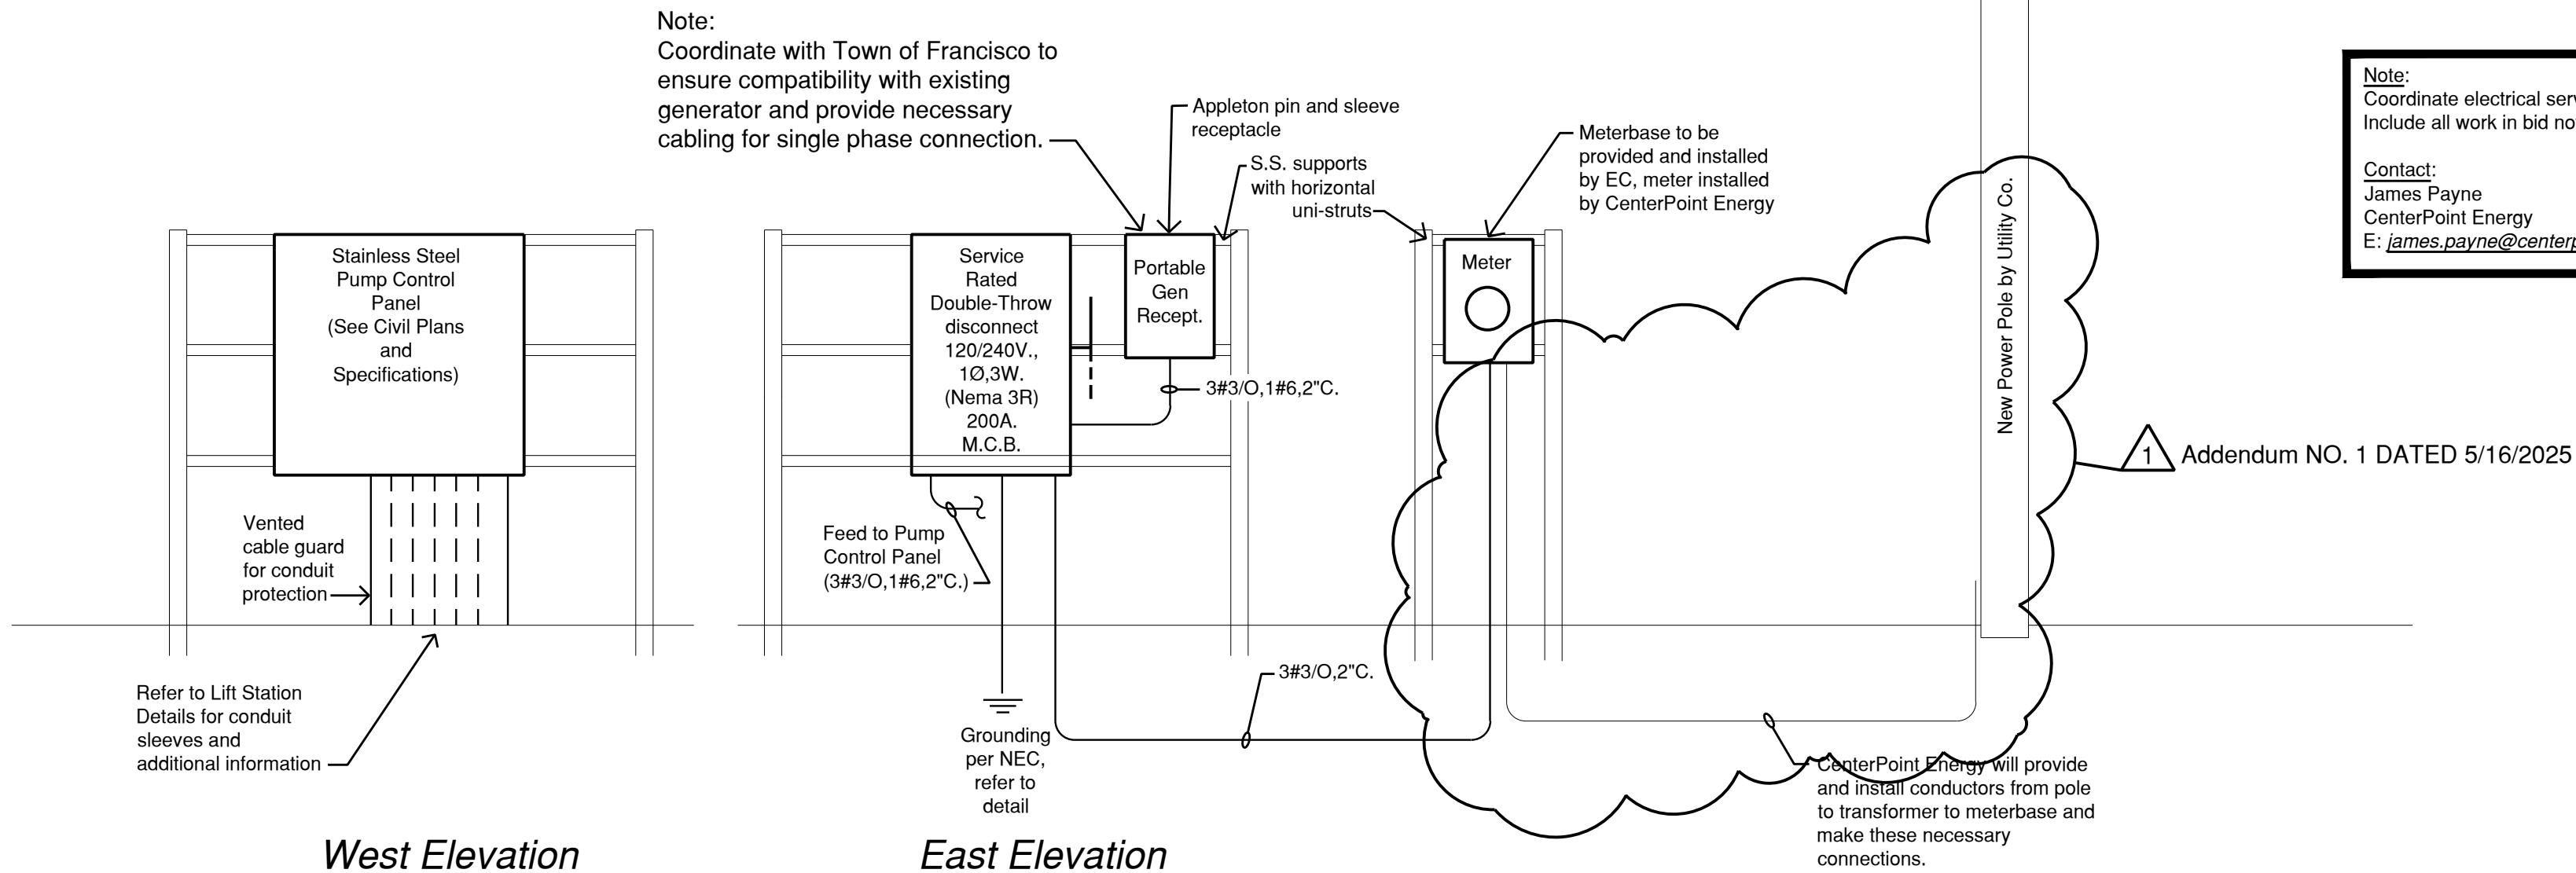 Note:
Coordinate with Town of Francisco to
ensure compatibility with existing
generator and provide necessary
cabling for single phase connection.
Appleton pin and sleeve
receptacle
S.S. supports
with horizontal
uni-struts
Meterbase to be
provided and installed
by EC, meter installed
by CenterPoint Energy
Note:
Coordinate electrical
Include all work in bid
Contact:
James Payne
CenterPoint Energy
E:
Stainless Steel
Pump Control
Panel
(See Civil Plans
and
Specifications)
Service
Rated
Double-Throw
disconnect
120/240V.,
1Ø,3W.
(Nema 3R)
200A.
M.C.B.
Portable
Gen
Recept.
Meter
New Power Pole by Utility Co.
3#3/O,1#6,2"C.
1
Addendum NO. 1 DATED 5/16/2025
Vented
cable guard
for conduit
protection
Feed to Pump
Control Panel
(3#3/O,1#6,2"C.)
Refer to Lift Station
Details for conduit
sleeves and
additional information
3#3/O,2"C.
Grounding
per NEC,
refer to
detail
CenterPoint Energy will provide
and install conductors from pole
to transformer to meterbase and
make these necessary
connections.
West Elevation
East Elevation